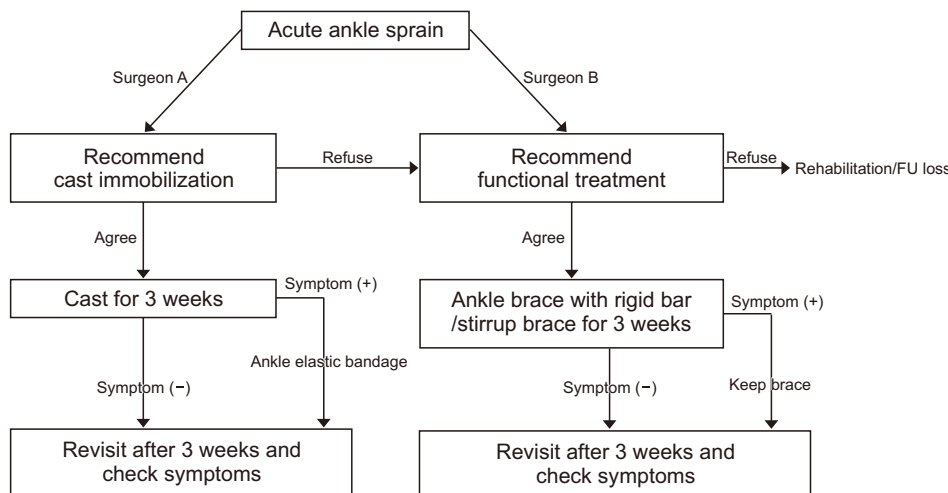 Acute ankle sprain
Surgeon A
Surgeon B
Recommend
cast immobilization
Refuse
Recommend
functional treatment
Refuse
Rehabilitation/FU loss
Agree
Agree
Cast for 3 weeks
Symptom (+)
Ankle brace with rigid bar
/stirrup brace for 3 weeks
Symptom (+)
Symptom (−)
Ankle elastic bandage
Symptom (−)
Keep brace
Revisit after 3 weeks and
check symptoms
Revisit after 3 weeks and
check symptoms